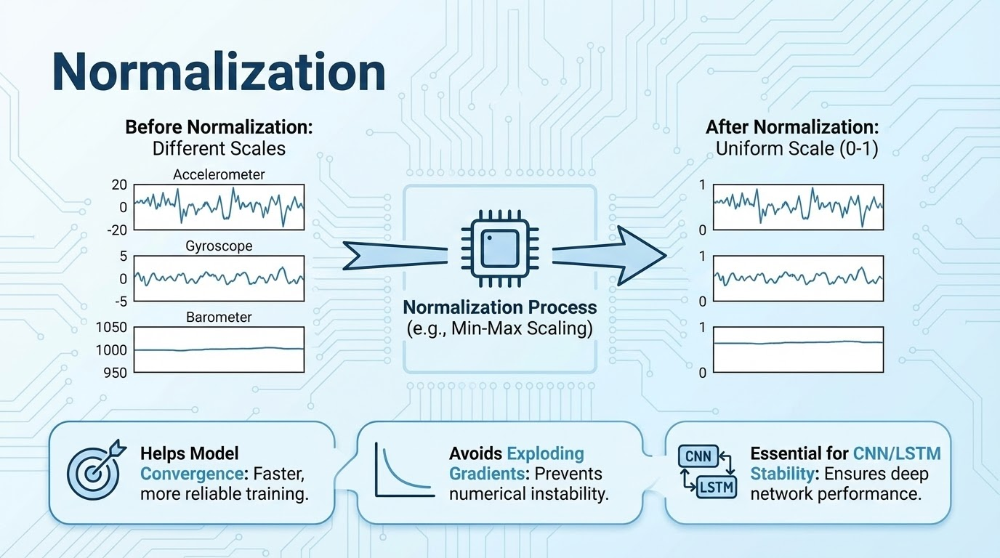 Normalization
Before Normalization:
Different Scales
Accelerometer
20
0
-20
Gyroscope
5
0
-5
Barometer
1050
1000
950
Normalization Process
(e.g., Min-Max Scaling)
After Normalization:
Uniform Scale (0-1)
1
0
1
0
1
0
Helps Model
Convergence: Faster,
more reliable training.
Avoids Exploding
Gradients: Prevents
numerical instability.
CNN
LSTM
Essential for CNN/LSTM
Stability: Ensures deep
network performance.